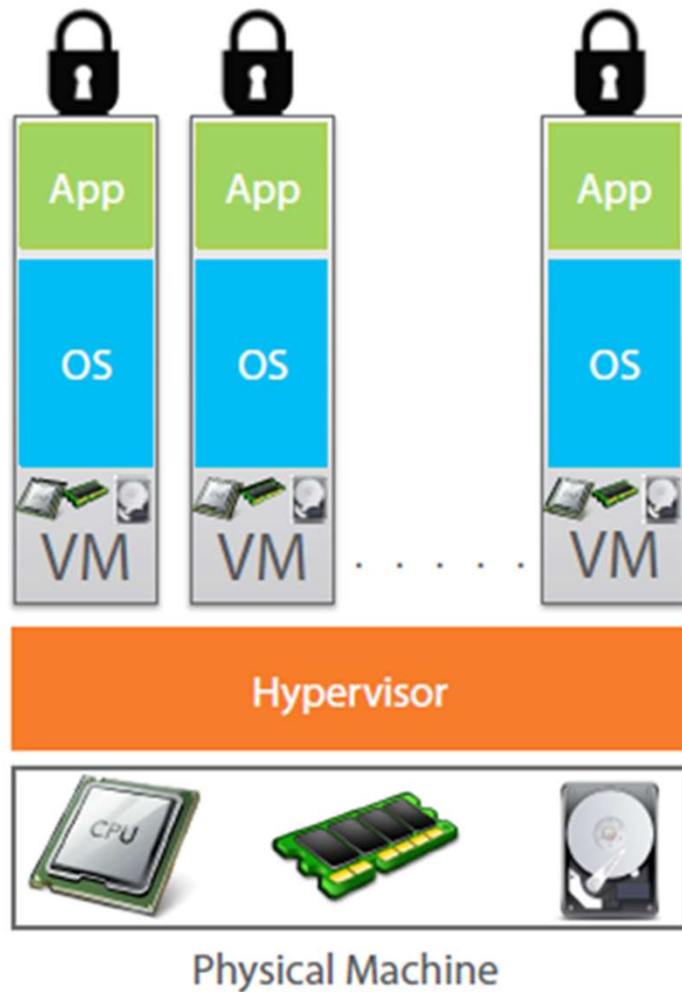 App App App
OS OS OS
VM VM . . . . . VM
Hypervisor
CPU
Physical Machine